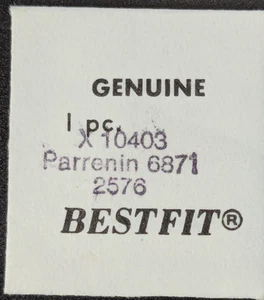 GENUINE
1 pc.
X 10403
Parrenin 6871
2576
BESTFIT®